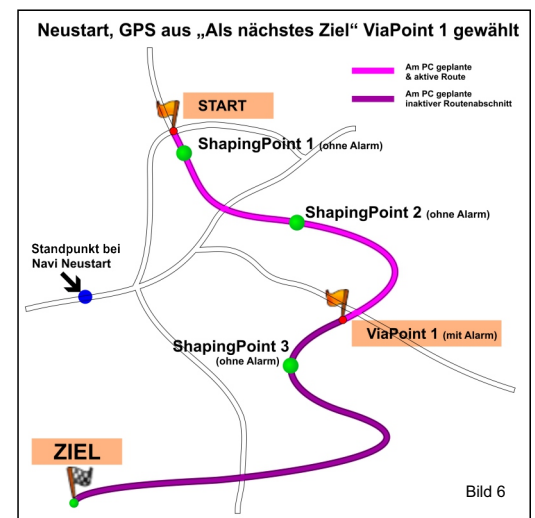 Neustart, GPS aus „Als nächstes Ziel“ ViaPoint 1 gewählt
Am PC geplante
& aktive Route
Am PC geplante
inaktiver Routenabschnitt
START
ShapingPoint 1 (ohne Alarm)
ShapingPoint 2 (ohne Alarm)
Standpunkt bei
Navi Neustart
ViaPoint 1 (mit Alarm)
ShapingPoint 3
(ohne Alarm)
ZIEL
Bild 6